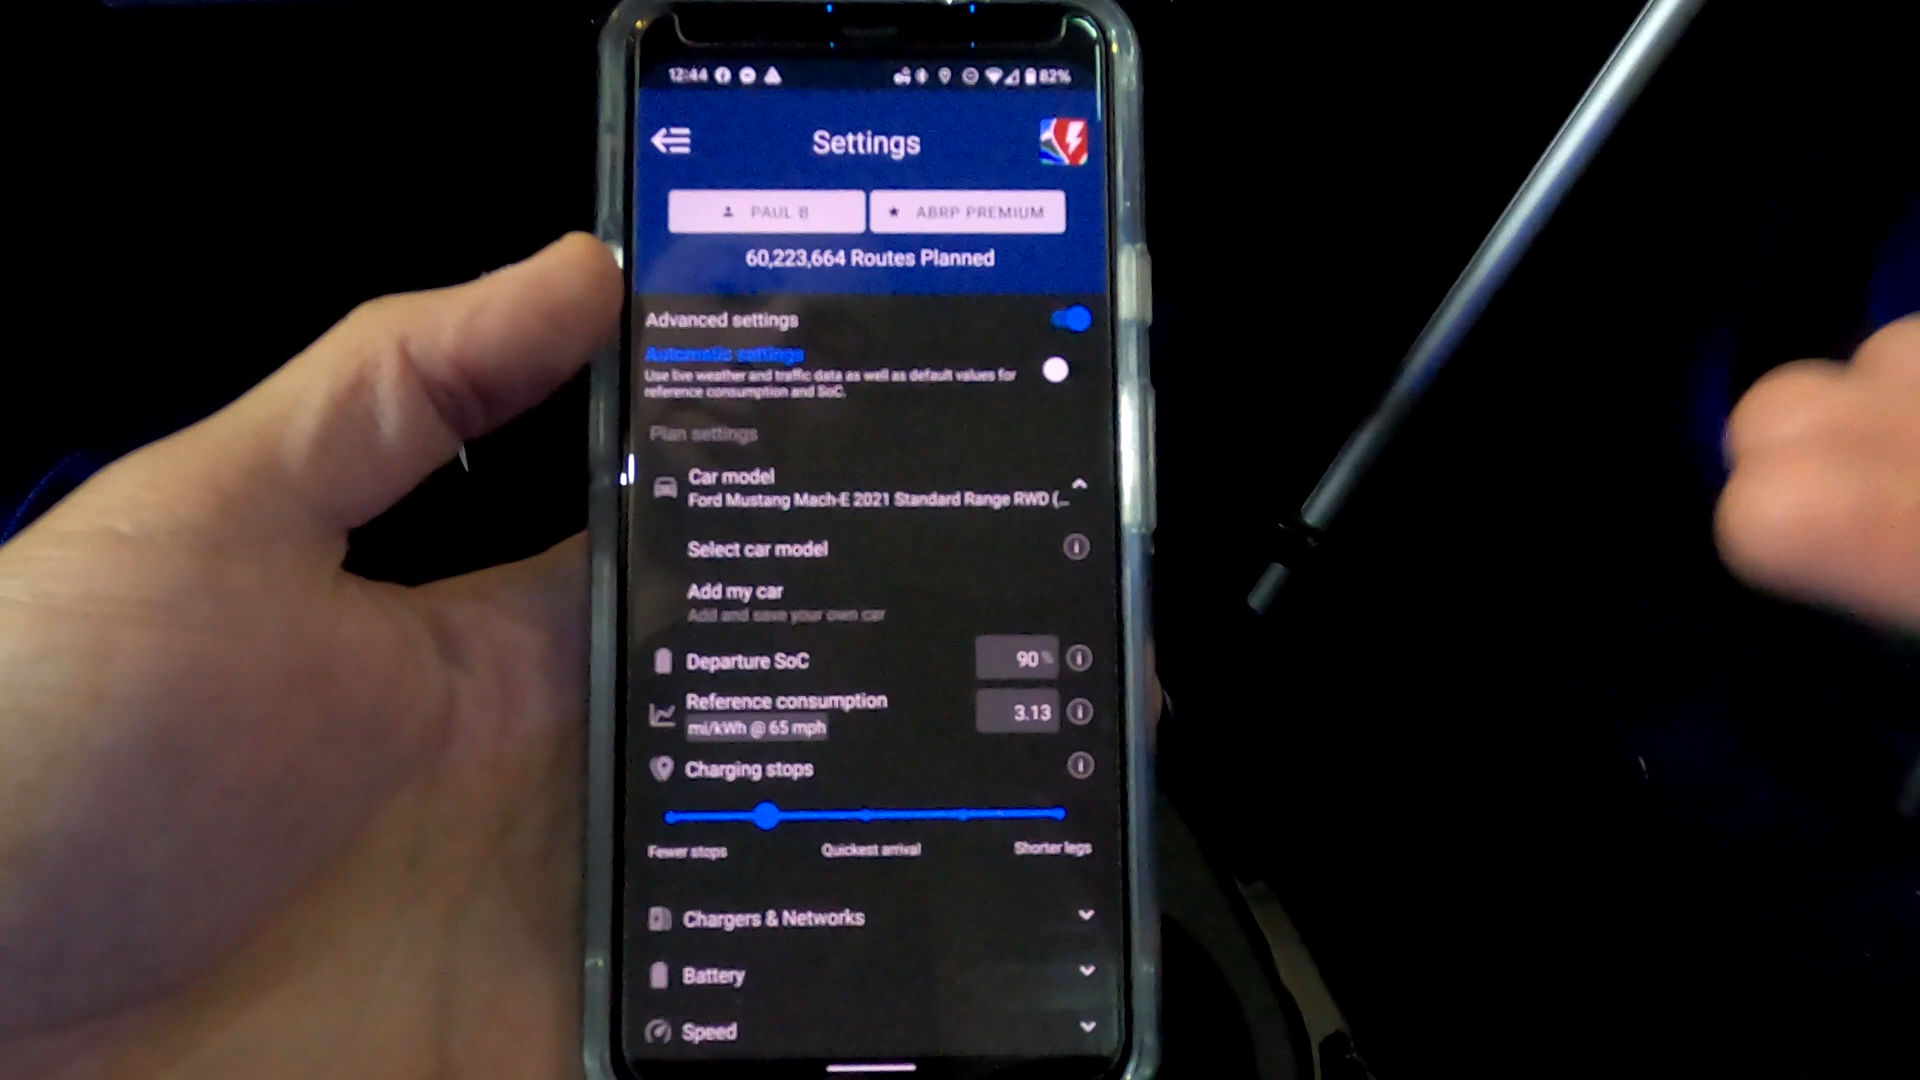 12:44
82%
Settings
PAUL B
ABRP PREMIUM
60,223,664 Routes Planned
Advanced settings
Automatic settings
Use live weather and traffic data as well as default values for
reference consumption and SoC.
Plan settings
Car model
Ford Mustang Mach-E 2021 Standard Range RWD (...
Select car model
Add my car
Add and save your own car
Departure SoC
90 %
Reference consumption
3.13
mi/kWh @ 65 mph
Charging stops
Fewer stops
Quickest arrival
Shorter legs
Chargers & Networks
Battery
Speed